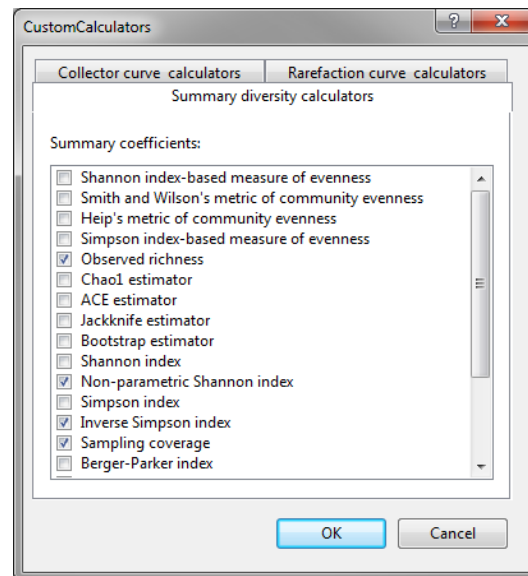 CustomCalculators
?
Collector curve calculators Rarefaction curve calculators
Summary diversity calculators
Summary coefficients:
Shannon index-based measure of evenness
Smith and Wilson's metric of community evenness
Heip's metric of community evenness
Simpson index-based measure of evenness
Observed richness
Chao1 estimator
ACE estimator
Jackknife estimator
Bootstrap estimator
Shannon index
Non-parametric Shannon index
Simpson index
Inverse Simpson index
Sampling coverage
Berger-Parker index
OK Cancel